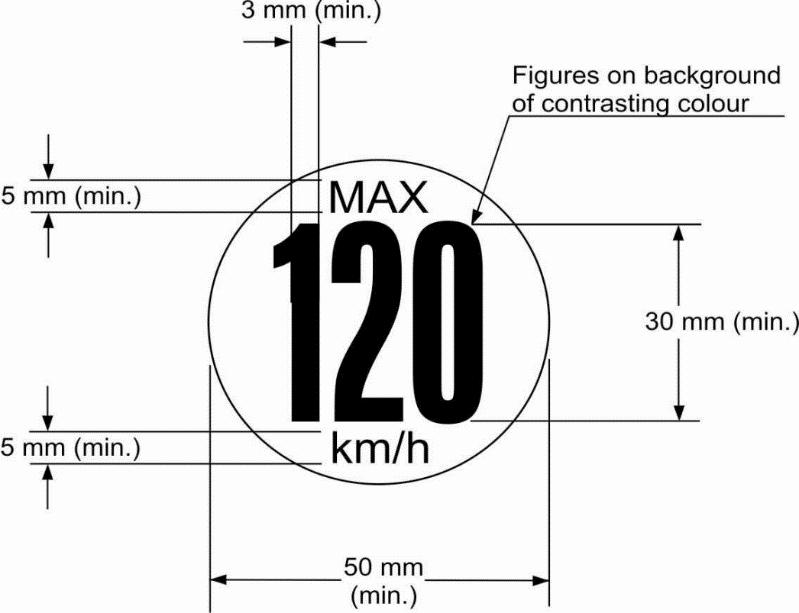 3 mm (min.)
Figures on background
of contrasting colour
5 mm (min.)
MAX
120
30 mm (min.)
5 mm (min.)
km/h
50 mm
(min.)